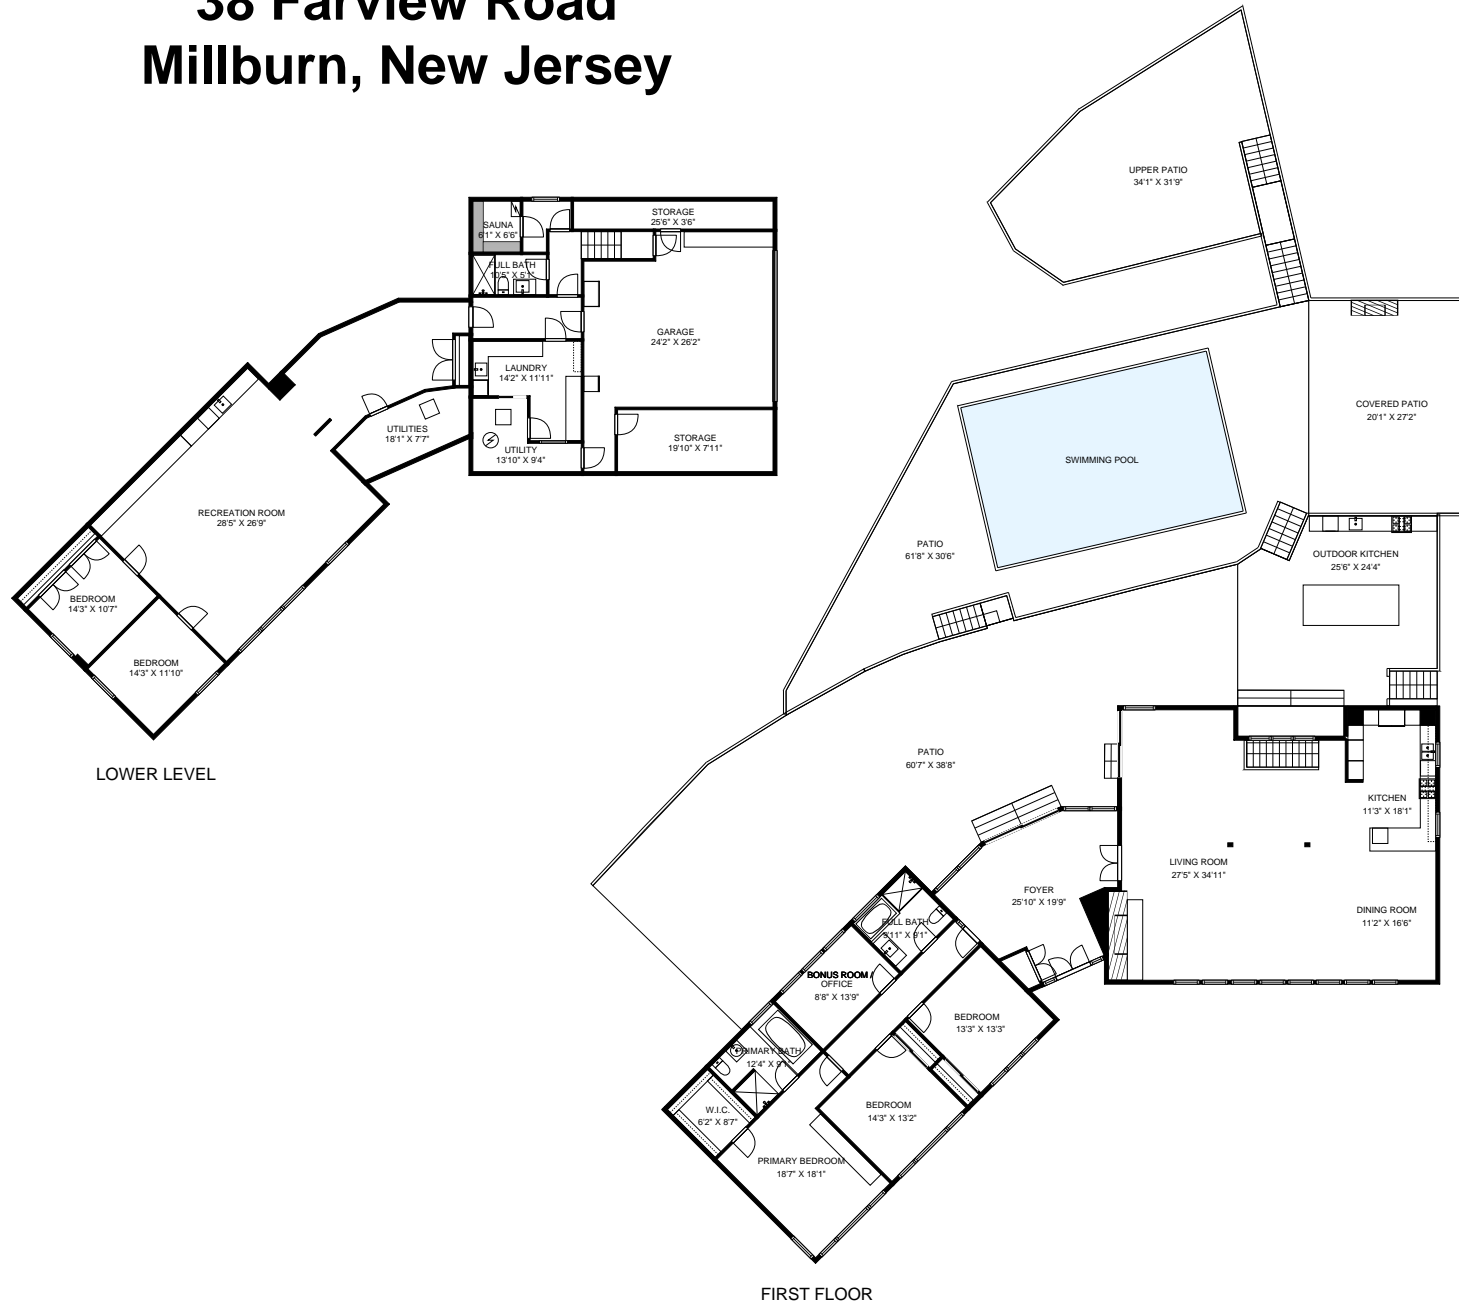 38 Farview Road
Millburn, New Jersey
SAUNA
6'1" X 6'6"
STORAGE
25'6" X 3'6"
FULL BATH
10'5" X 5'1"
GARAGE
24'2" X 26'2"
LAUNDRY
14'2" X 11'11"
UTILITIES
18'1" X 7'7"
UTILITY
13'10" X 9'4"
STORAGE
19'10" X 7'11"
RECREATION ROOM
28'5" X 26'9"
BEDROOM
14'3" X 10'7"
BEDROOM
14'3" X 11'10"
LOWER LEVEL
UPPER PATIO
34'1" X 31'9"
COVERED PATIO
20'1" X 27'2"
SWIMMING POOL
PATIO
61'8" X 30'6"
OUTDOOR KITCHEN
25'6" X 24'4"
PATIO
60'7" X 38'8"
KITCHEN
11'3" X 18'1"
LIVING ROOM
27'5" X 34'11"
FOYER
25'10" X 19'9"
DINING ROOM
11'2" X 16'6"
FULL BATH
9'11" X 9'1"
BONUS ROOM /
OFFICE
8'8" X 13'9"
BEDROOM
13'3" X 13'3"
PRIMARY BATH
12'4" X 9'1"
BEDROOM
14'3" X 13'2"
W.I.C.
6'2" X 8'7"
PRIMARY BEDROOM
18'7" X 18'1"
FIRST FLOOR